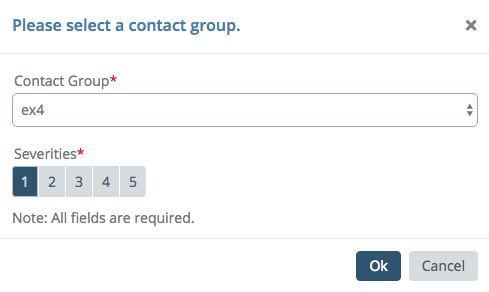 Please select a contact group. ×
Contact Group*
ex4
Severities*
1 2 3 4 5
Note: All fields are required.
Ok Cancel